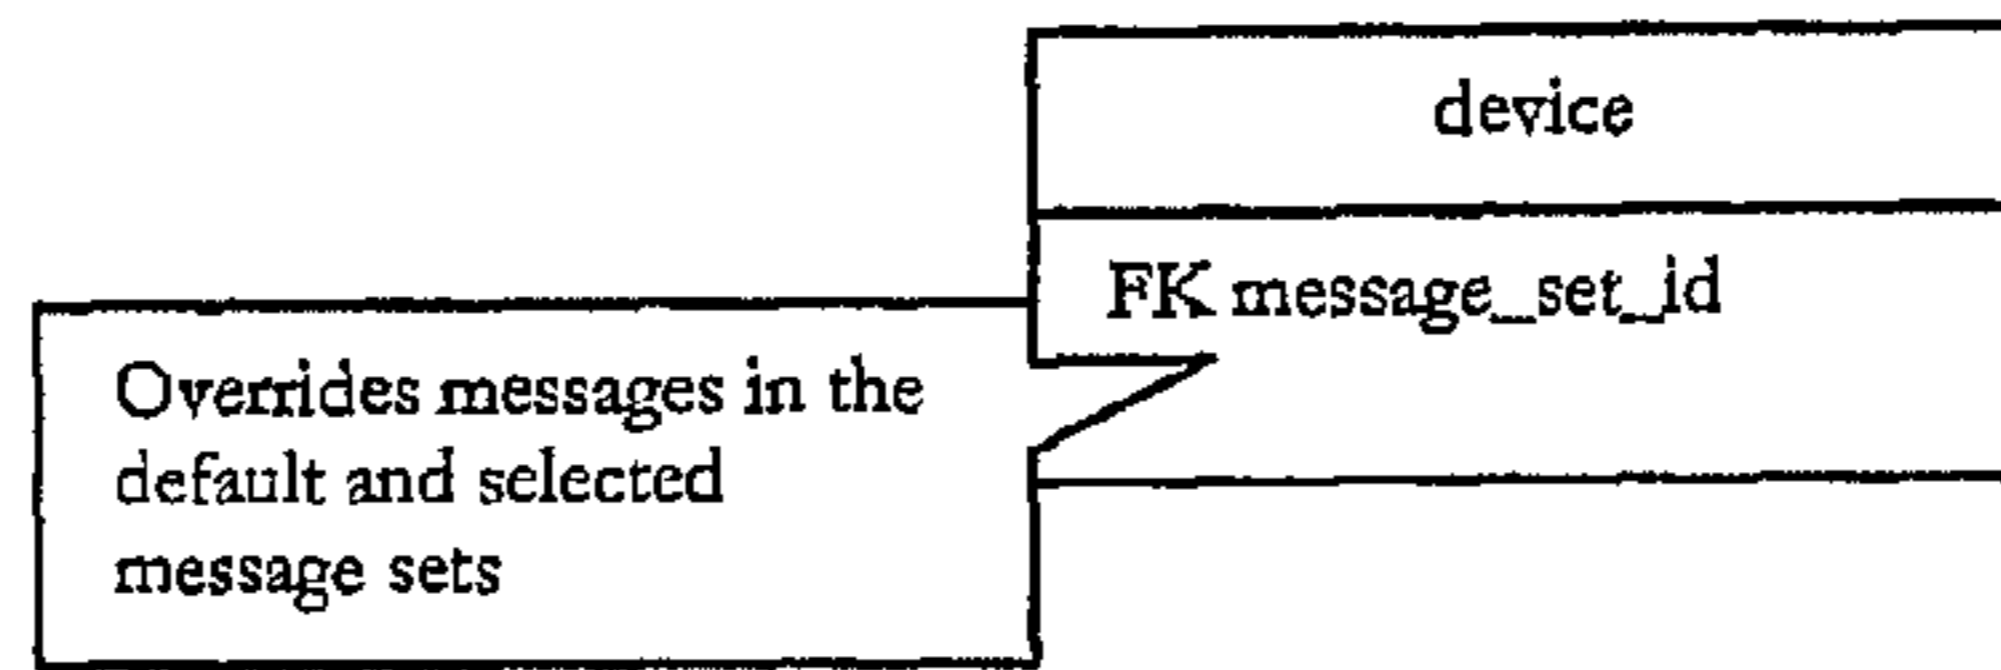 device
FK message_set_id
Overrides messages in the
default and selected
message sets